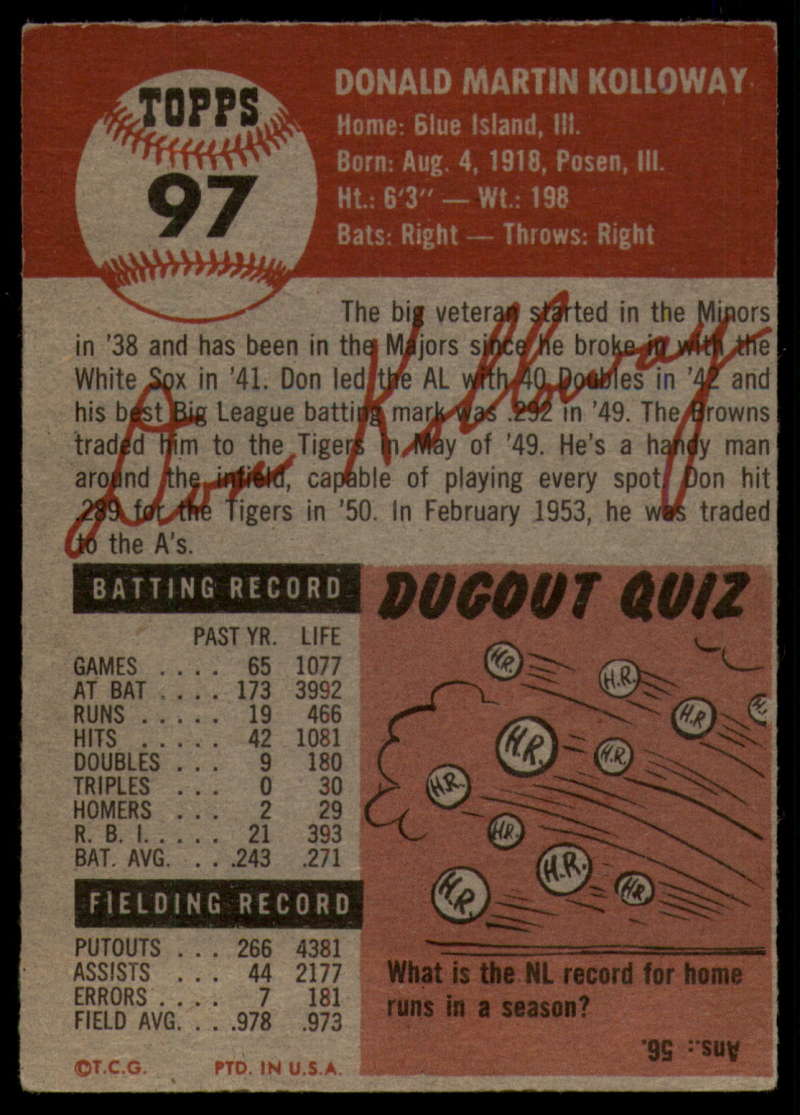 TOPPS
97
DONALD MARTIN KOLLOWAY
Home: Blue Island, Ill.
Born: Aug. 4, 1918, Posen, Ill.
Ht.: 6'3" — Wt.: 198
Bats: Right — Throws: Right
The big veteran started in the Minors
in '38 and has been in the Majors since he broke in with the
White Sox in '41. Don led the AL with 40 Doubles in '42 and
his best Big League batting mark was .292 in '49. The Browns
traded him to the Tigers in May of '49. He's a handy man
around the infield, capable of playing every spot. Don hit
.289 for the Tigers in '50. In February 1953, he was traded
to the A's.
Don Kolloway
BATTING RECORD
PAST YR. LIFE
GAMES .... 65 1077
AT BAT .... 173 3992
RUNS ..... 19 466
HITS ..... 42 1081
DOUBLES ... 9 180
TRIPLES ... 0 30
HOMERS ... 2 29
R. B. I..... 21 393
BAT. AVG. ... .243 .271
FIELDING RECORD
PUTOUTS ... 266 4381
ASSISTS ... 44 2177
ERRORS .... 7 181
FIELD AVG. ... .978 .973
©T.C.G. PTD. IN U.S.A.
DUGOUT QUIZ
H.R.
H.R.
H.R.
H.R.
H.R.
H.R.
H.R.
H.R.
H.R.
H.R.
What is the NL record for home
runs in a season?
Ans.: 56.